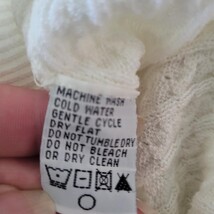 MACHINE WASH
COLD WATER
GENTLE CYCLE
DRY FLAT
DO NOT TUMBLE DRY
DO NOT BLEACH
OR DRY CLEAN